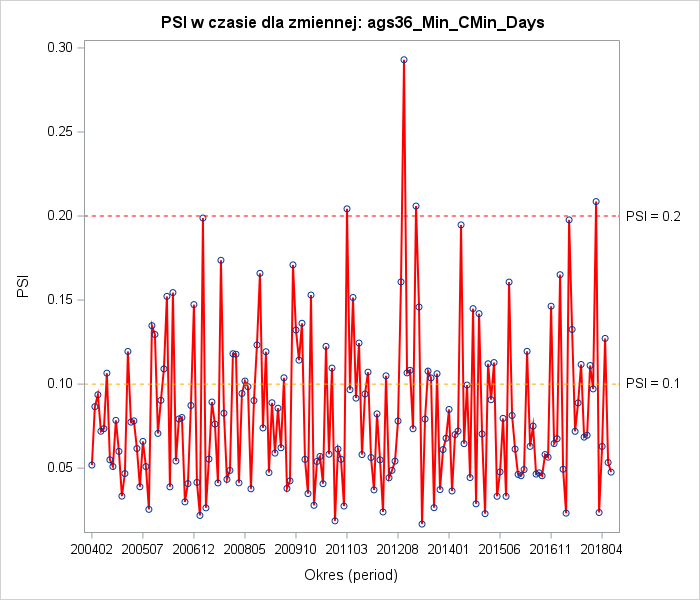 PSI w czasie dla zmiennej: ags36_Min_CMin_Days
0.30
0.25
0.20
PSI = 0.2
PSI
0.15
0.10
PSI = 0.1
0.05
200402 200507 200612 200805 200910 201103 201208 201401 201506 201611 201804
Okres (period)